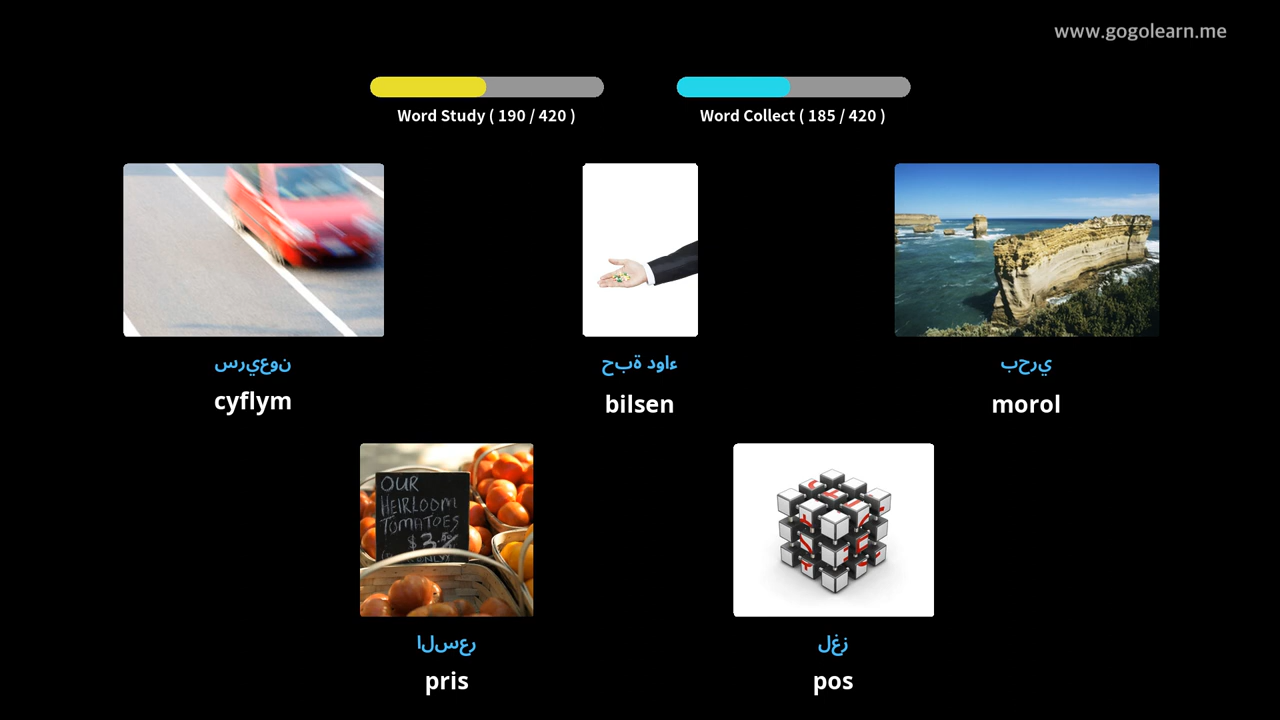 www.gogolearn.me
Word Study ( 190 / 420 )
Word Collect ( 185 / 420 )
سريعون
حبة دواء
بحري
cyflym
bilsen
morol
OUR
HEIRLOOM
TOMATOES
السعر
لغز
pris
pos